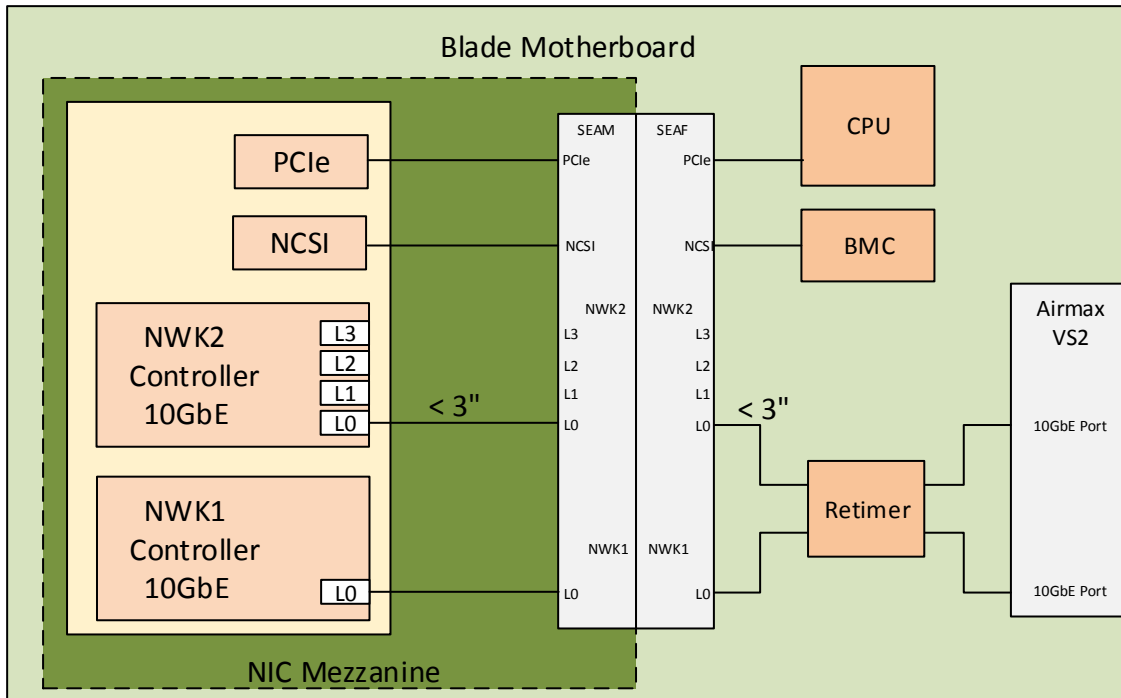 Blade Motherboard
SEAM
SEAF
CPU
PCIe
PCIe
PCIe
NCSI
NCSI
NCSI
BMC
NWK2
Controller
10GbE
L3
L2
L1
L0
NWK2
NWK2
L3
L2
L1
L0
L3
L2
L1
L0
< 3"
< 3"
Airmax
VS2
10GbE Port
10GbE Port
Retimer
NWK1
Controller
10GbE
L0
NWK1
NWK1
L0
L0
NIC Mezzanine